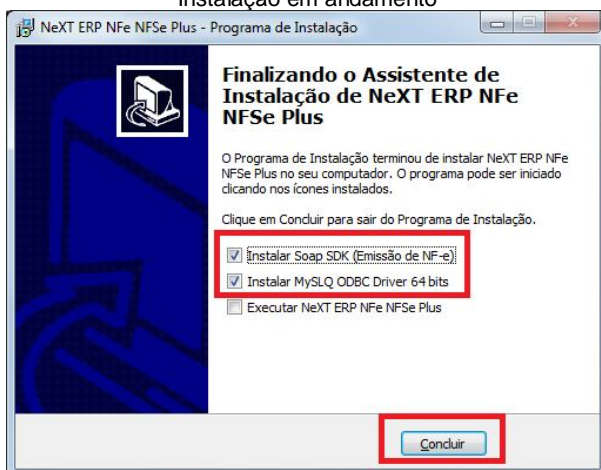 instalação em andamento
NeXT ERP NFe NFSe Plus - Programa de Instalação
Finalizando o Assistente de
Instalação de NeXT ERP NFe
NFSe Plus
O Programa de Instalação terminou de instalar NeXT ERP NFe
NFSe Plus no seu computador. O programa pode ser iniciado
clicando nos ícones instalados.
Clique em Concluir para sair do Programa de Instalação.
Instalar Soap SDK (Emissão de NF-e)
Instalar MySLQ ODBC Driver 64 bits
Executar NeXT ERP NFe NFSe Plus
Concluir